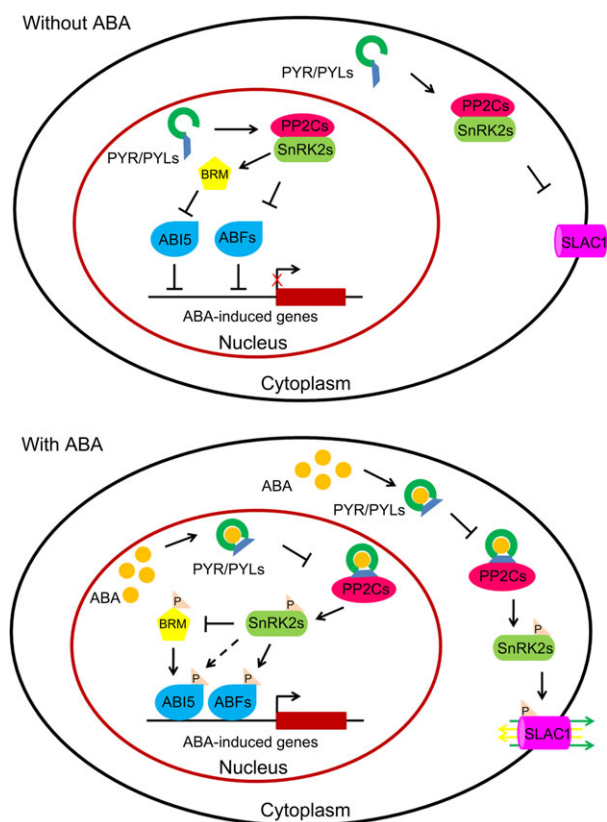 Without ABA
PYR/PYLs
PP2Cs
SnRK2s
SLAC1
PYR/PYLs
PP2Cs
SnRK2s
BRM
ABI5
ABFs
X
ABA-induced genes
Nucleus
Cytoplasm
With ABA
ABA
PYR/PYLs
PP2Cs
P
SnRK2s
P
SLAC1
ABA
PYR/PYLs
PP2Cs
P
BRM
P
SnRK2s
P
ABI5
P
ABFs
ABA-induced genes
Nucleus
Cytoplasm